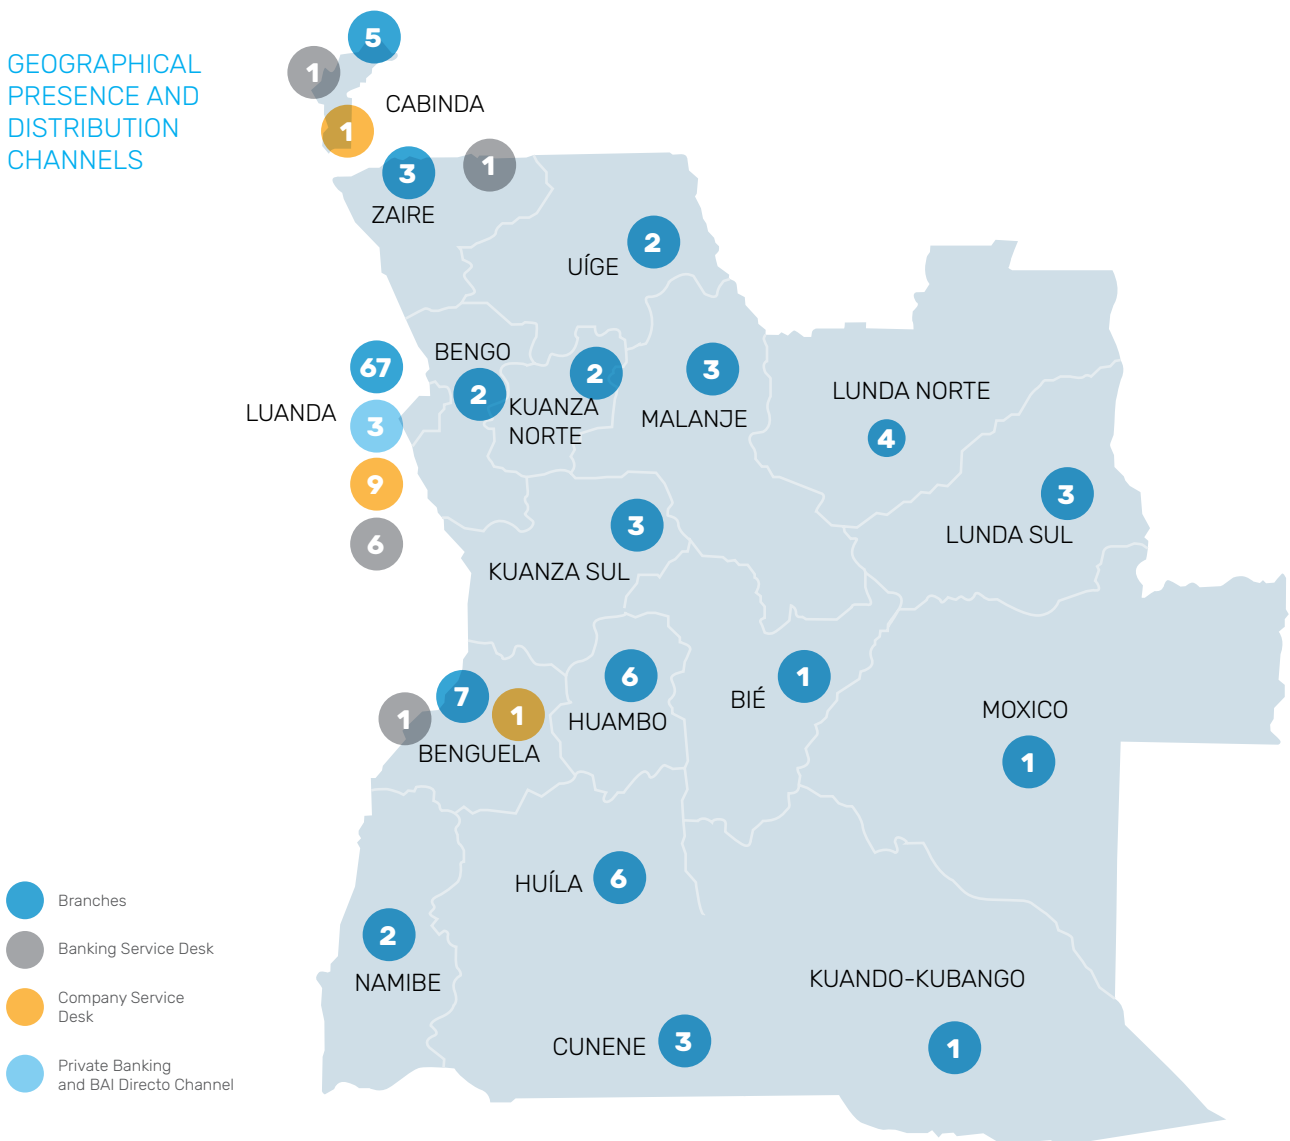 GEOGRAPHICAL
PRESENCE AND
DISTRIBUTION
CHANNELS
5
1
CABINDA
1
3
1
ZAIRE
2
UÍGE
67
LUANDA
3
9
6
BENGO
2
2
KUANZA
NORTE
3
MALANJE
LUNDA NORTE
4
3
LUNDA SUL
3
KUANZA SUL
1
7
1
BENGUELA
6
HUAMBO
1
BIÉ
MOXICO
1
HUÍLA
6
2
NAMIBE
KUANDO-KUBANGO
1
CUNENE
3
Branches
Banking Service Desk
Company Service
Desk
Private Banking
and BAI Directo Channel